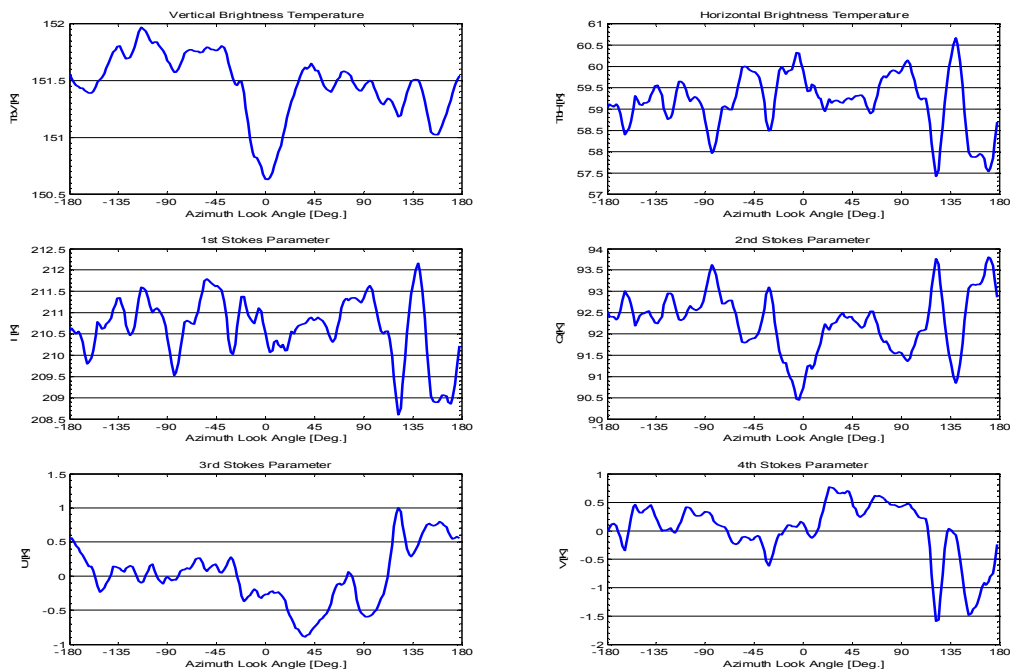 Vertical Brightness Temperature
152
151.5
151
150.5
-180 -135 -90 -45 0 45 90 135 180
Azimuth Look Angle [Deg.]
Horizontal Brightness Temperature
61
60.5
60
59.5
59
58.5
58
57.5
57
-180 -135 -90 -45 0 45 90 135 180
Azimuth Look Angle [Deg.]
1st Stokes Parameter
I [K]
212.5
212
211.5
211
210.5
210
209.5
209
208.5
-180 -135 -90 -45 0 45 90 135 180
Azimuth Look Angle [Deg.]
2nd Stokes Parameter
Q[K]
94
93.5
93
92.5
92
91.5
91
90.5
90
-180 -135 -90 -45 0 45 90 135 180
Azimuth Look Angle [Deg.]
3rd Stokes Parameter
U[K]
1.5
1
0.5
0
-0.5
-1
-180 -135 -90 -45 0 45 90 135 180
Azimuth Look Angle [Deg.]
4th Stokes Parameter
V[K]
1
0.5
0
-0.5
-1
-1.5
-2
-180 -135 -90 -45 0 45 90 135 180
Azimuth Look Angle [Deg.]